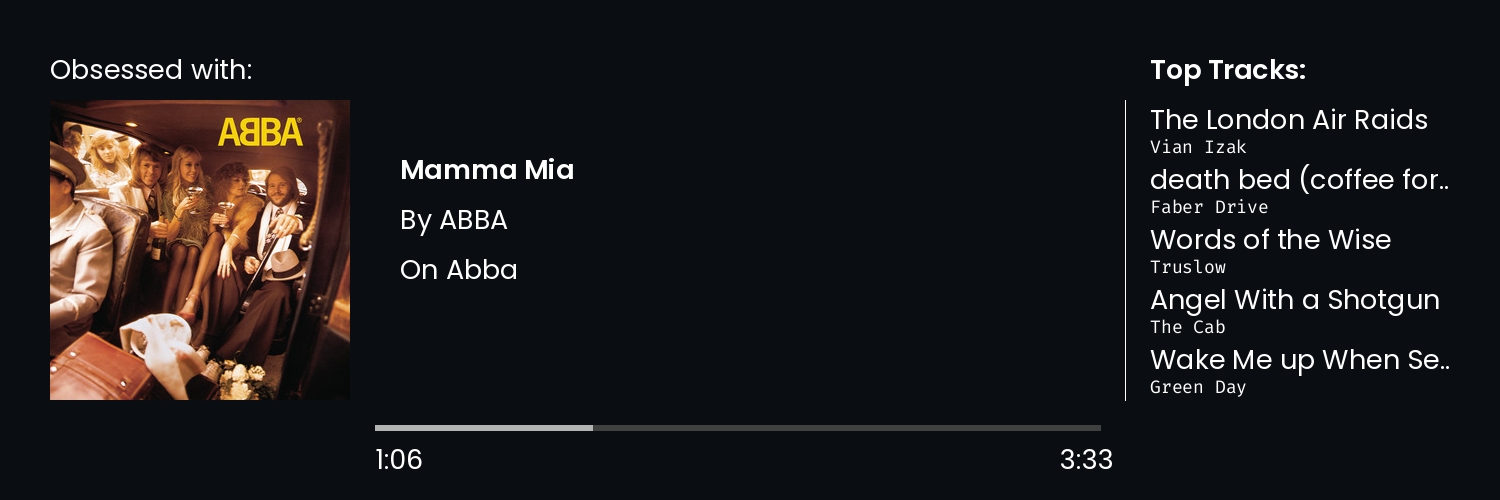 Obsessed with:
ABBA
Mamma Mia
By ABBA
On Abba
1:06
3:33
Top Tracks:
The London Air Raids
Vian Izak
death bed (coffee for..
Faber Drive
Words of the Wise
Truslow
Angel With a Shotgun
The Cab
Wake Me up When Se..
Green Day